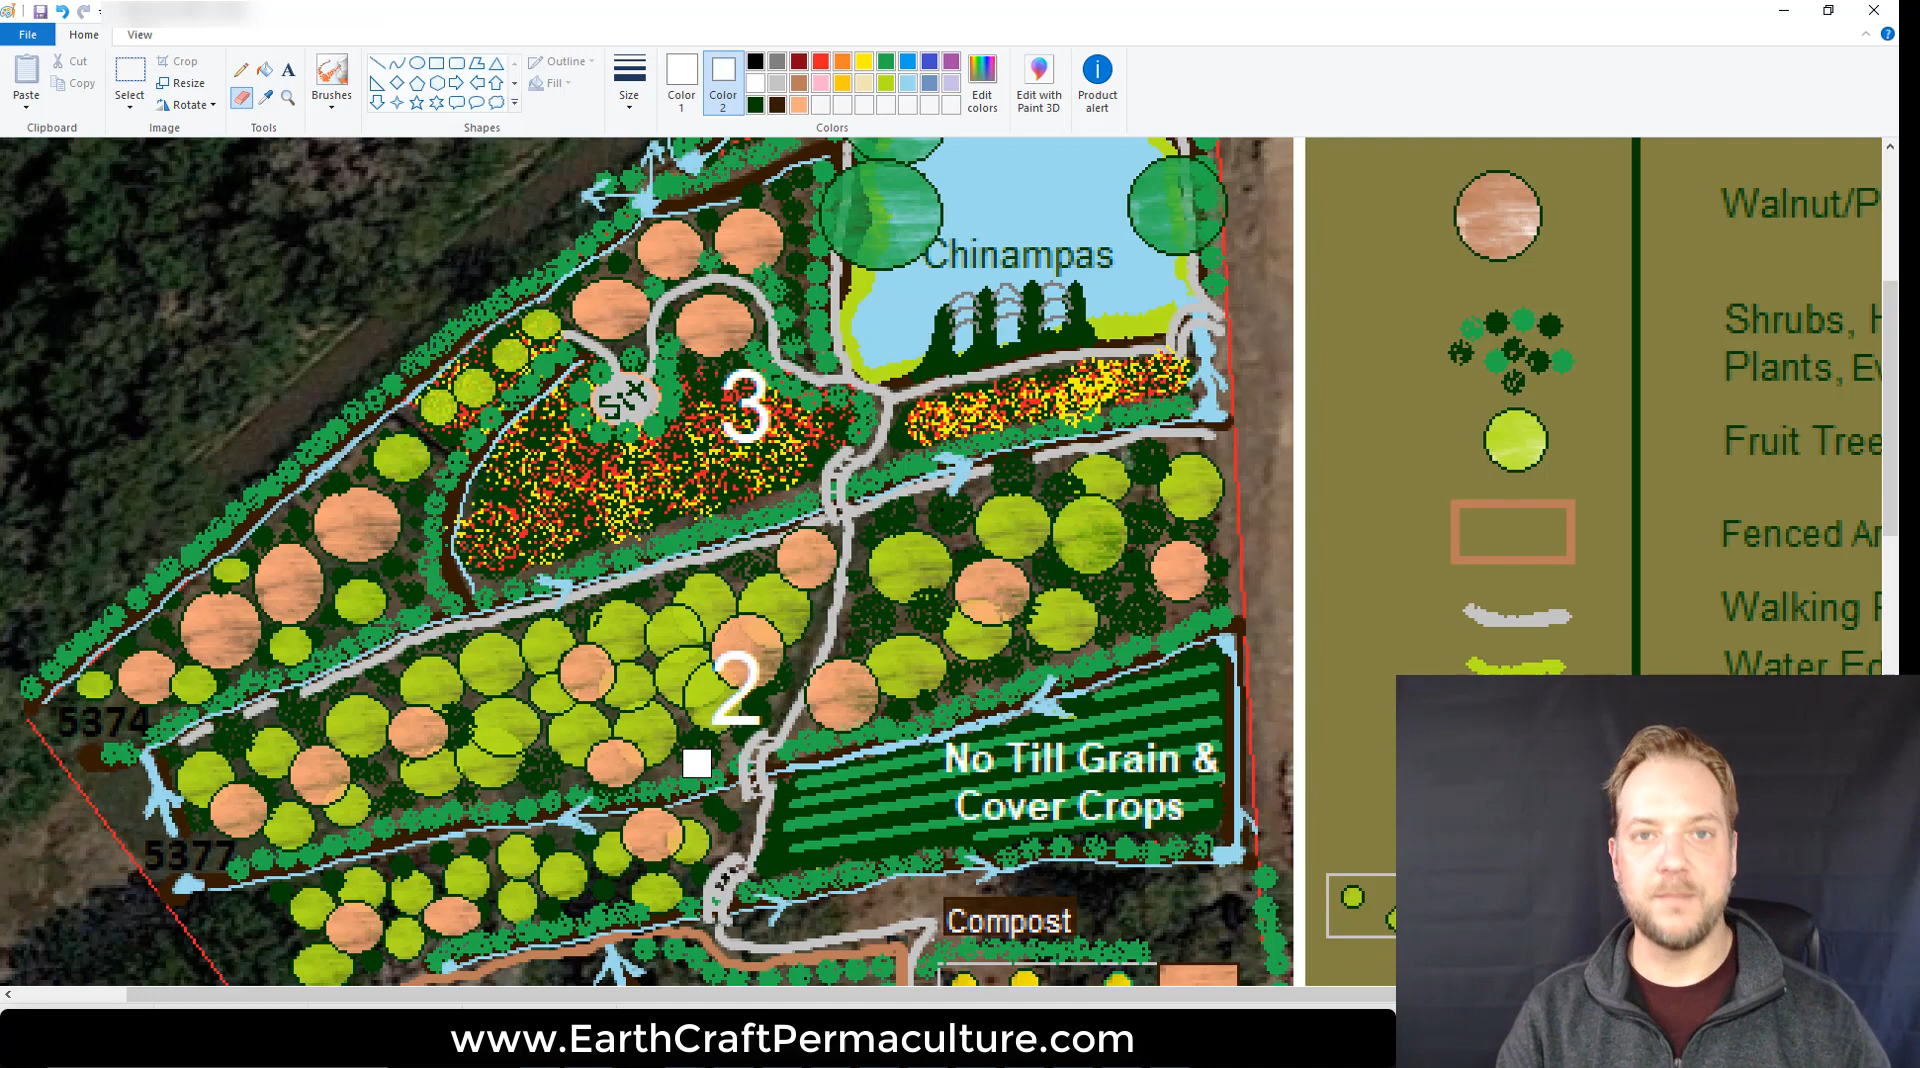 File Home View
Paste
Cut
Copy
Clipboard
Select
Crop
Resize
Rotate
Image
Tools
Brushes
Shapes
Outline
Fill
Size
Color 1
Color 2
Colors
Edit colors
Edit with Paint 3D
Product alert
Chinampas
3
2
5374
5377
No Till Grain &
Cover Crops
Compost
Walnut/P
Shrubs, H
Plants, Ev
Fruit Tree
Fenced Ar
Walking P
Water Ed
www.EarthCraftPermaculture.com